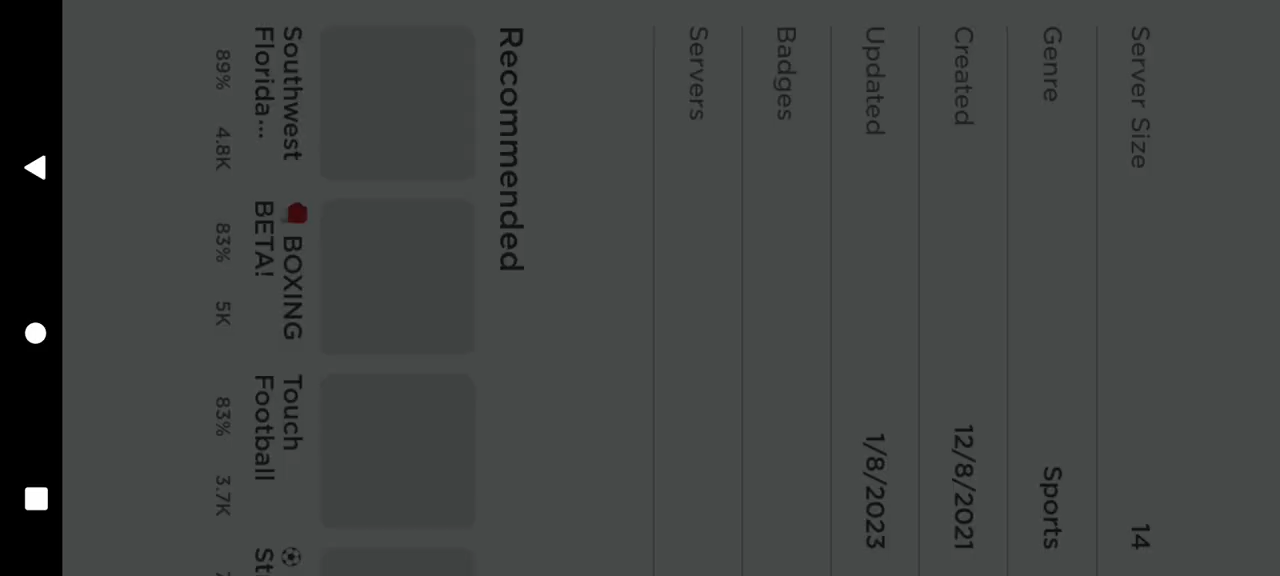 Server Size 14
Genre Sports
Created 12/8/2021
Updated 1/8/2023
Badges
Servers
Recommended
Southwest
Florida...
89% 4.8K
🥊 BOXING
BETA!
83% 5K
Touch
Football
83% 3.7K
⚽